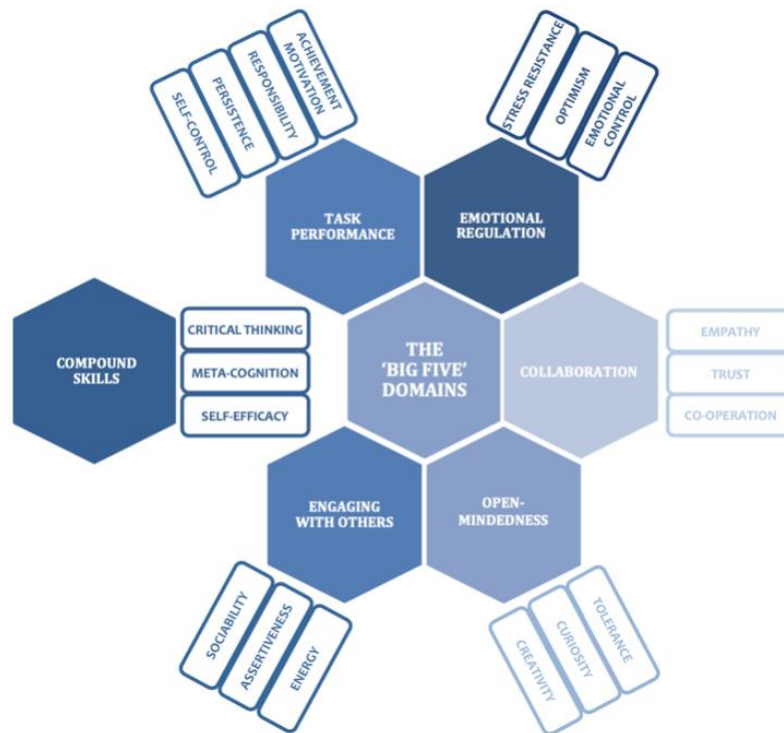 SELF-CONTROL
PERSISTENCE
RESPONSIBILITY
ACHIEVEMENT
MOTIVATION
STRESS RESISTANCE
OPTIMISM
EMOTIONAL
CONTROL
TASK
PERFORMANCE
EMOTIONAL
REGULATION
COMPOUND
SKILLS
CRITICAL THINKING
META-COGNITION
SELF-EFFICACY
THE
‘BIG FIVE’
DOMAINS
COLLABORATION
EMPATHY
TRUST
CO-OPERATION
ENGAGING
WITH OTHERS
OPEN-
MINDEDNESS
SOCIABILITY
ASSERTIVENESS
ENERGY
CREATIVITY
CURIOSITY
TOLERANCE